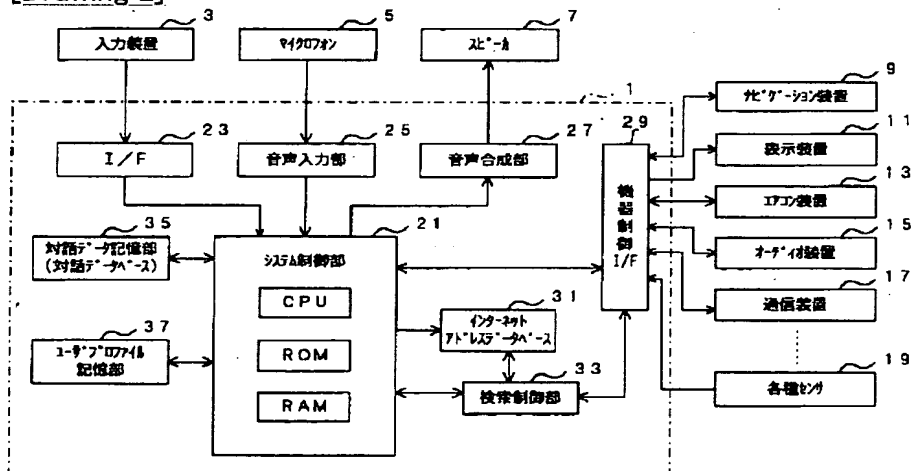 [Drawing 2]
3
5
7
入力装置
マイクロフォン
スピーカ
1
9
ナビゲーション装置
23
25
27
29
11
I/F
音声入力部
音声合成部
表示装置
13
機器制御I/F
エアコン装置
35
21
15
対話データ記憶部
(対話データベース)
システム制御部
オーディオ装置
17
CPU
31
通信装置
37
インターネット
アドレスデータベース
ユーザプロファイル
記憶部
ROM
33
19
検索制御部
各種センサ
RAM